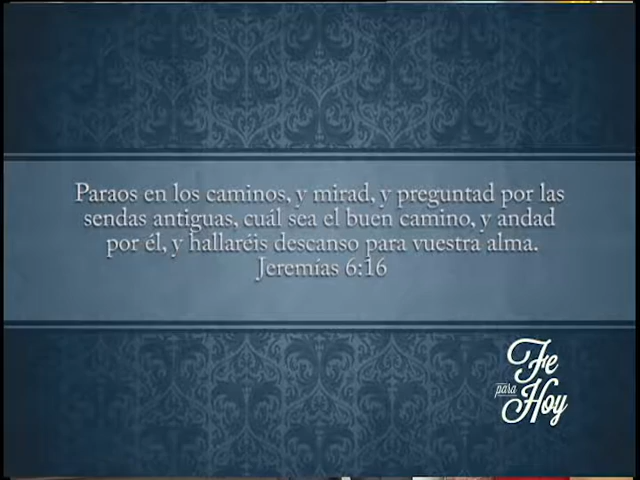 Paraos en los caminos, y mirad, y preguntad por las
sendas antiguas, cuál sea el buen camino, y andad
por él, y hallaréis descanso para vuestra alma.
Jeremías 6:16
Fe
para
Hoy